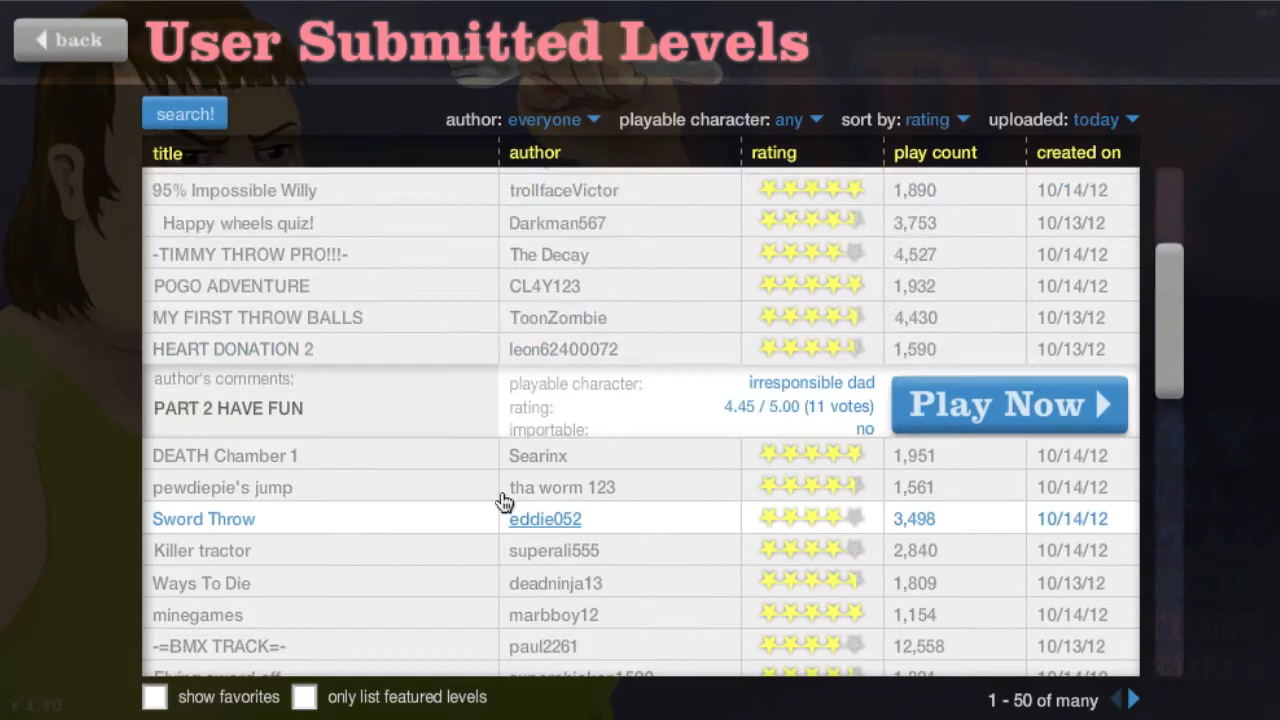 back
User Submitted Levels
search!
author: everyone playable character: any sort by: rating uploaded: today
title author rating play count created on
95% Impossible Willy trollfaceVictor 1,890 10/14/12
Happy wheels quiz! Darkman567 3,753 10/13/12
-TIMMY THROW PRO!!!- The Decay 4,527 10/13/12
POGO ADVENTURE CL4Y123 1,932 10/14/12
MY FIRST THROW BALLS ToonZombie 4,430 10/13/12
HEART DONATION 2 leon62400072 1,590 10/13/12
author's comments: playable character: irresponsible dad
PART 2 HAVE FUN rating: 4.45 / 5.00 (11 votes) Play Now
importable: no
DEATH Chamber 1 Searinx 1,951 10/14/12
pewdiepie's jump tha worm 123 1,561 10/14/12
Sword Throw eddie052 3,498 10/14/12
Killer tractor superali555 2,840 10/14/12
Ways To Die deadninja13 1,809 10/13/12
minegames marbboy12 1,154 10/14/12
-=BMX TRACK=- paul2261 12,558 10/13/12
show favorites only list featured levels 1 - 50 of many
v 1.70